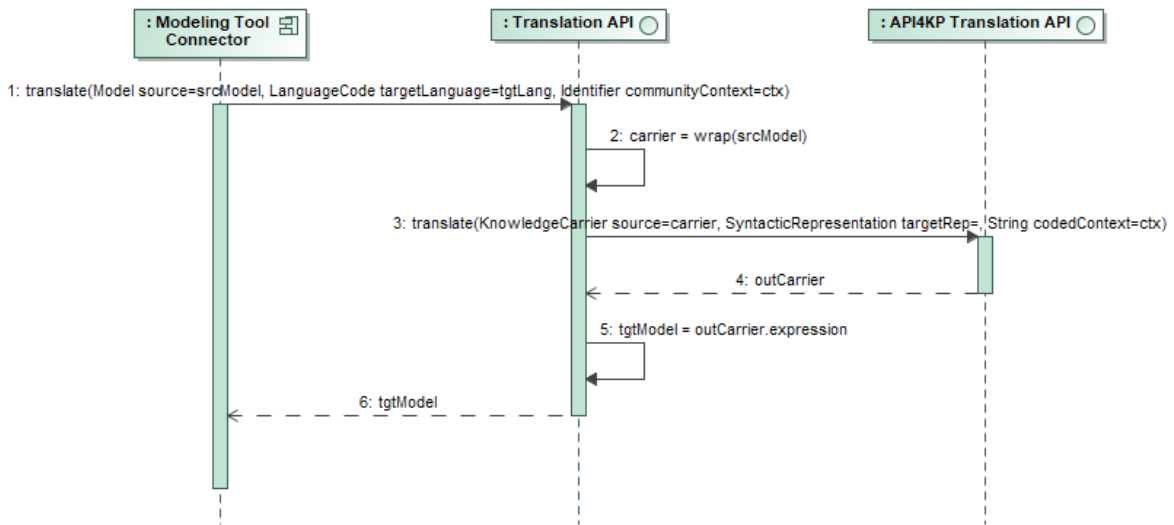 : Modeling Tool
Connector
: Translation API
: API4KP Translation API
1: translate(Model source=srcModel, LanguageCode targetLanguage=tgtLang, Identifier communityContext=ctx)
2: carrier = wrap(srcModel)
3: translate(KnowledgeCarrier source=carrier, SyntacticRepresentation targetRep=, String codedContext=ctx)
4: outCarrier
5: tgtModel = outCarrier.expression
6: tgtModel